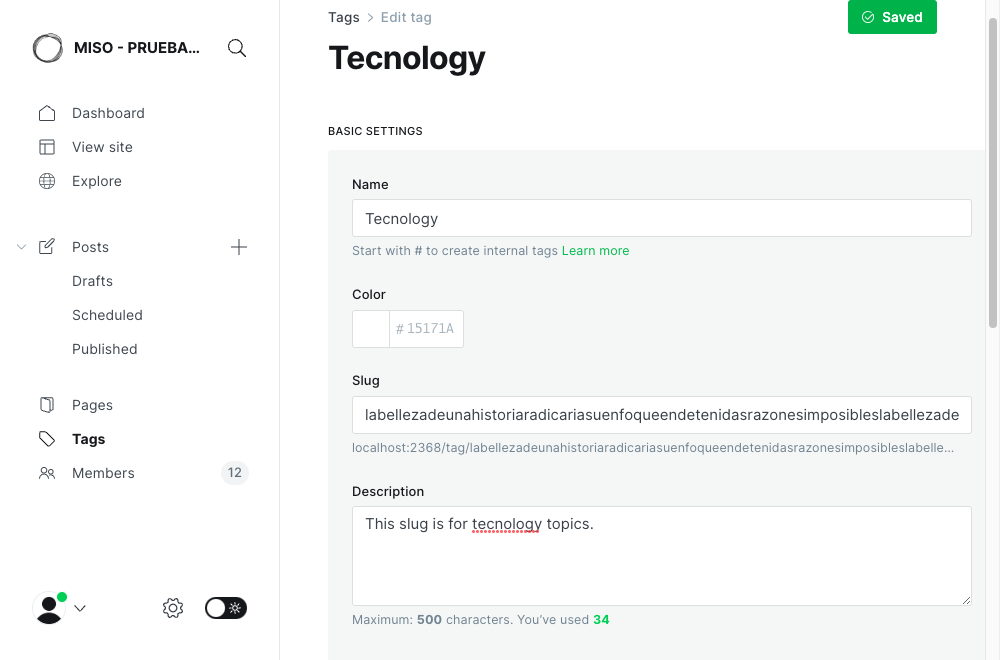 MISO - PRUEBA...
Dashboard
View site
Explore
Posts
Drafts
Scheduled
Published
Pages
Tags
Members 12
Tags > Edit tag
Saved
Tecnology
BASIC SETTINGS
Name
Tecnology
Start with # to create internal tags Learn more
Color
# 15171A
Slug
labellezadeunahistoriaradicariasuenfoqueendetenidasrazonesimposibleslabellezade
localhost:2368/tag/labellezadeunahistoriaradicariasuenfoqueendetenidasrazonesimposibleslabelle...
Description
This slug is for tecnology topics.
Maximum: 500 characters. You've used 34